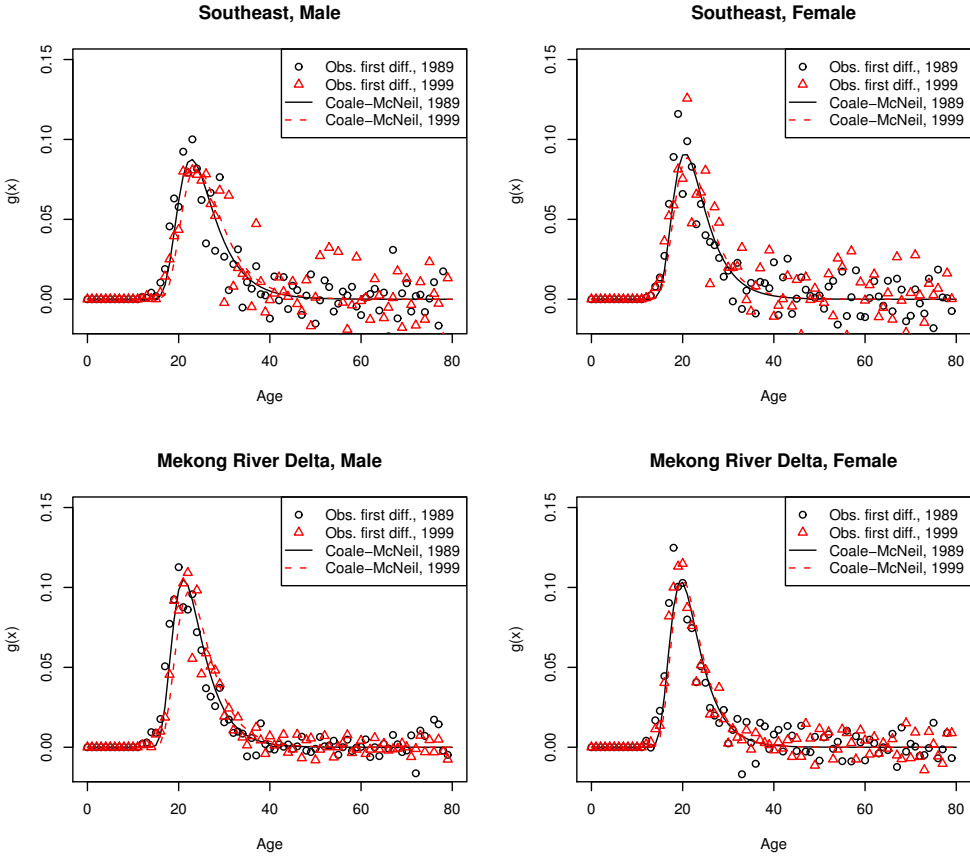 Southeast, Male
g(x)
0.15
0.10
0.05
0.00
Obs. first diff., 1989
Obs. first diff., 1999
Coale−McNeil, 1989
Coale−McNeil, 1999
0 20 40 60 80
Age
Southeast, Female
g(x)
0.15
0.10
0.05
0.00
Obs. first diff., 1989
Obs. first diff., 1999
Coale−McNeil, 1989
Coale−McNeil, 1999
0 20 40 60 80
Age
Mekong River Delta, Male
g(x)
0.15
0.10
0.05
0.00
Obs. first diff., 1989
Obs. first diff., 1999
Coale−McNeil, 1989
Coale−McNeil, 1999
0 20 40 60 80
Age
Mekong River Delta, Female
g(x)
0.15
0.10
0.05
0.00
Obs. first diff., 1989
Obs. first diff., 1999
Coale−McNeil, 1989
Coale−McNeil, 1999
0 20 40 60 80
Age